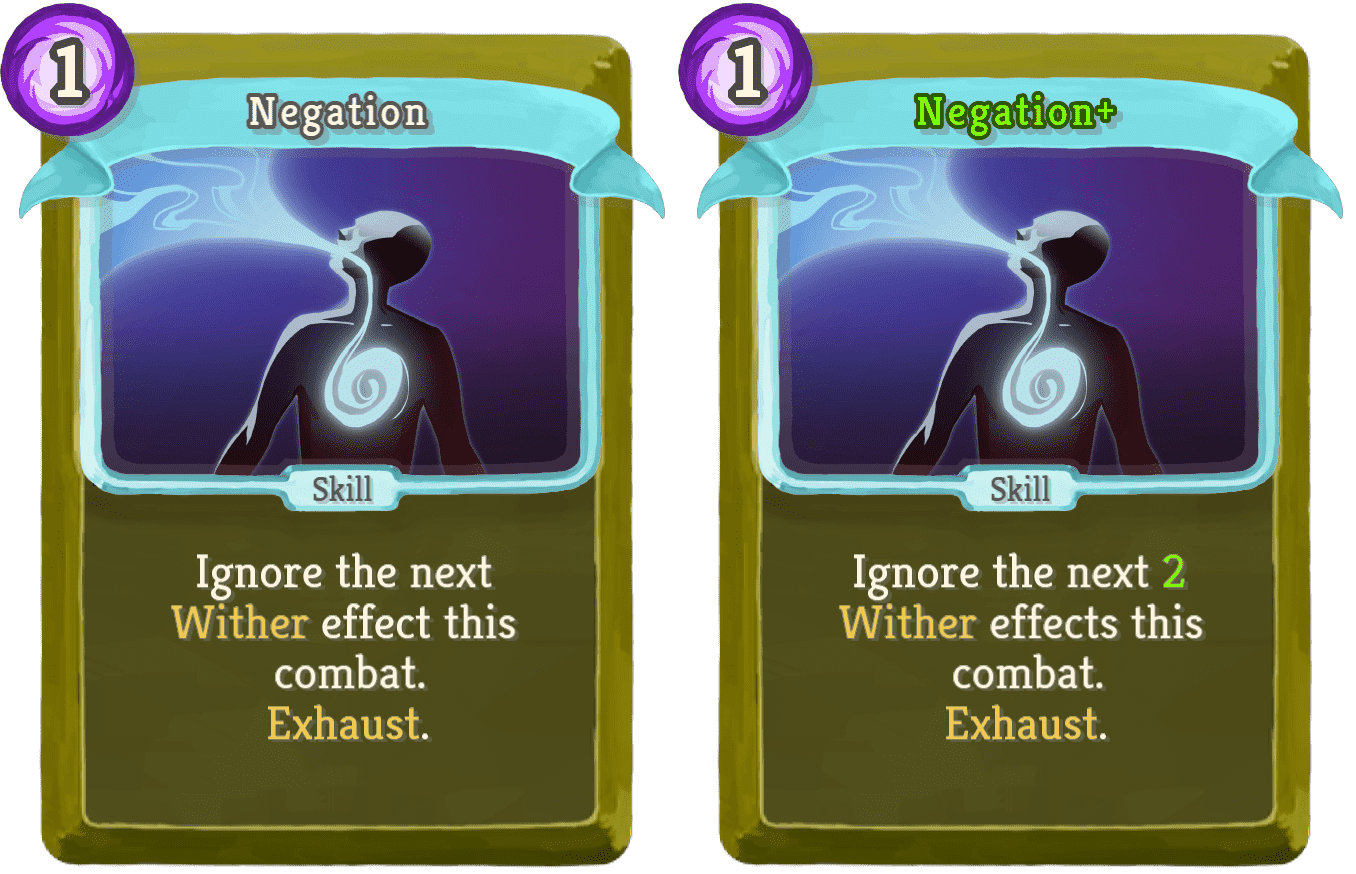 1
Negation
Skill
Ignore the next
Wither effect this
combat.
Exhaust.
1
Negation+
Skill
Ignore the next 2
Wither effects this
combat.
Exhaust.